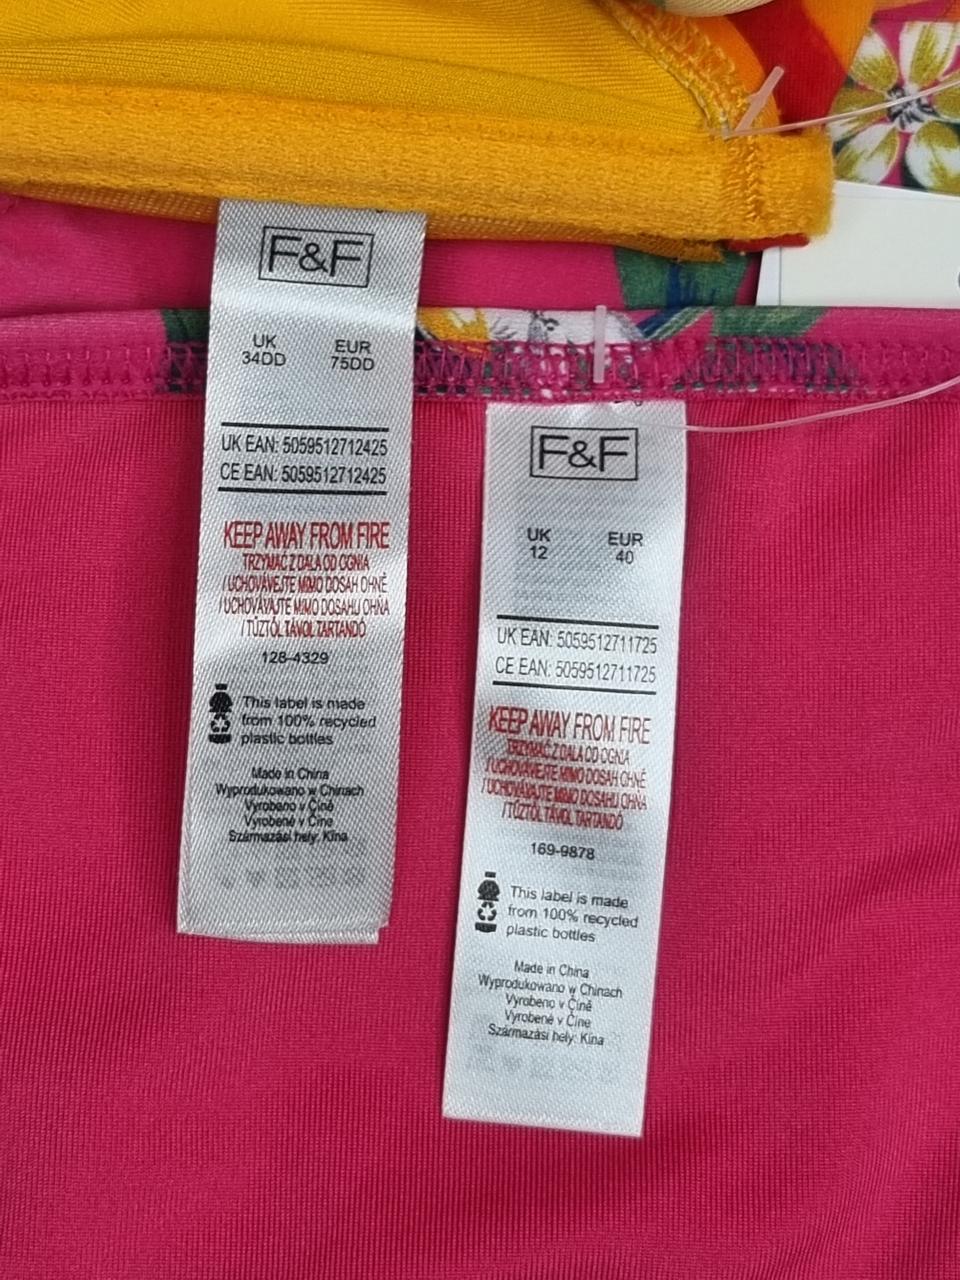 F&F
UK EUR
34DD 75DD
UK EAN: 5059512712425
CE EAN: 5059512712425
KEEP AWAY FROM FIRE
TRZYMAĆ Z DALA OD OGNIA
/ UCHOVÁVEJTE MIMO DOSAH OHNĚ
/ UCHOVÁVAJTE MIMO DOSAHU OHŇA
/ TŰZTŐL TÁVOL TARTANDÓ
128-4329
This label is made
from 100% recycled
plastic bottles
Made in China
Wyprodukowano w Chinach
Vyrobeno v Číně
Vyrobené v Číne
Származási hely: Kína
F&F
UK EUR
12 40
UK EAN: 5059512711725
CE EAN: 5059512711725
KEEP AWAY FROM FIRE
TRZYMAĆ Z DALA OD OGNIA
/ UCHOVÁVEJTE MIMO DOSAH OHNĚ
/ UCHOVÁVAJTE MIMO DOSAHU OHŇA
/ TŰZTŐL TÁVOL TARTANDÓ
169-9878
This label is made
from 100% recycled
plastic bottles
Made in China
Wyprodukowano w Chinach
Vyrobeno v Číně
Vyrobené v Číne
Származási hely: Kína